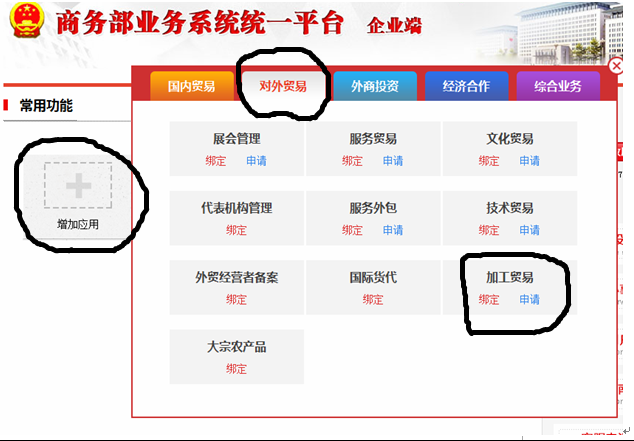 商务部业务系统统一平台 企业端
国内贸易 对外贸易 外商投资 经济合作 综合业务
常用功能
展会管理 服务贸易 文化贸易
绑定 申请 绑定 申请 绑定 申请
增加应用
代表机构管理 服务外包 技术贸易
绑定 绑定 申请 绑定 申请
外贸经营者备案 国际货代 加工贸易
绑定 绑定 绑定 申请
大宗农产品
绑定